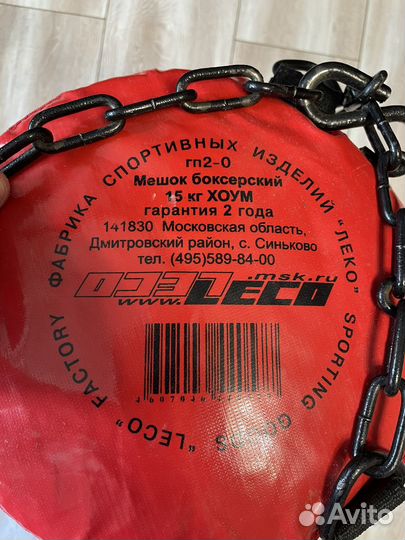 ФАБРИКА СПОРТИВНЫХ ИЗДЕЛИЙ "ЛЕКО"
гп2-0
Мешок боксерский
15 кг ХОУМ
гарантия 2 года
141830 Московская область,
Дмитровский район, с. Синьково
тел. (495)589-84-00
www.LECO.msk.ru
"LECO" FACTORY
SPORTING GOODS
Avito